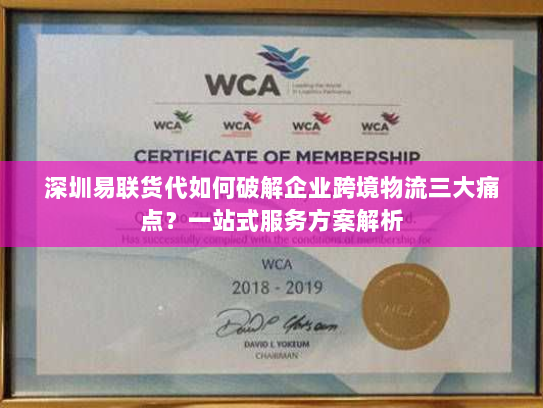 WCA
Leading the World
in Logistics Partnering
WCA WCA WCA WCA
CERTIFICATE OF MEMBERSHIP
深圳易联货代如何破解企业跨境物流三大痛
点？一站式服务方案解析
Has successfully complied with the conditions of membership
WCA
2018 - 2019
DAVID L YOKEUM
CHAIRMAN